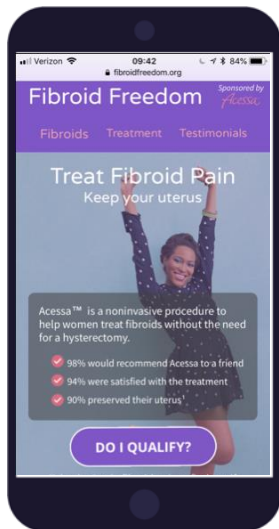 Verizon 09:42 84%
fibroidfreedom.org
Fibroid Freedom
Sponsored by
Acessa
Fibroids Treatment Testimonials
Treat Fibroid Pain
Keep your uterus
Acessa™ is a noninvasive procedure to
help women treat fibroids without the need
for a hysterectomy.
98% would recommend Acessa to a friend
94% were satisfied with the treatment
90% preserved their uterus
DO I QUALIFY?